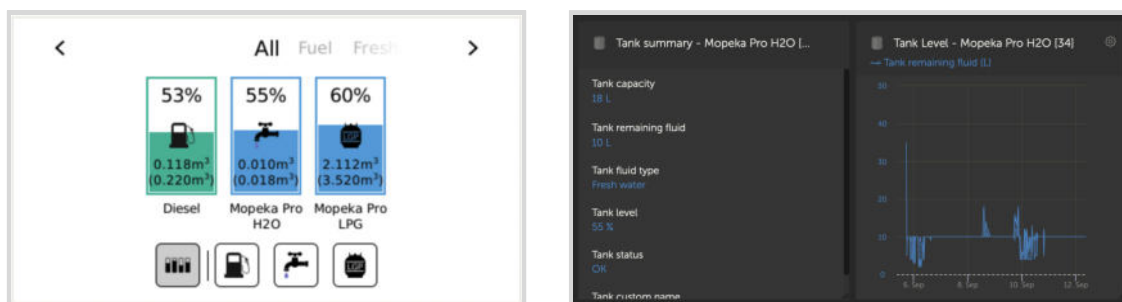 < All Fuel Fresh >
53% 55% 60%
0.118m³ 0.010m³ 2.112m³
(0.220m³) (0.018m³) (3.520m³)
Diesel Mopeka Pro Mopeka Pro
H2O LPG
Tank summary - Mopeka Pro H2O [...
Tank capacity
18 L
Tank remaining fluid
10 L
Tank fluid type
Fresh water
Tank level
55 %
Tank status
OK
Tank custom name
Tank Level - Mopeka Pro H2O [34]
Tank remaining fluid (L)
50
40
30
20
10
0
6. Sep 8. Sep 10. Sep 12. Sep